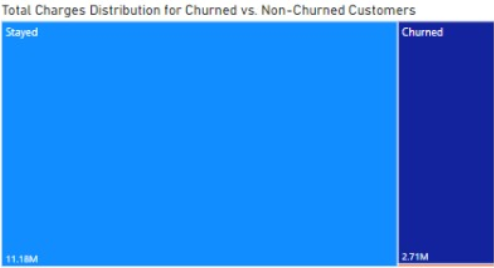 Total Charges Distribution for Churned vs. Non-Churned Customers
Stayed
Churned
11.18M
2.71M